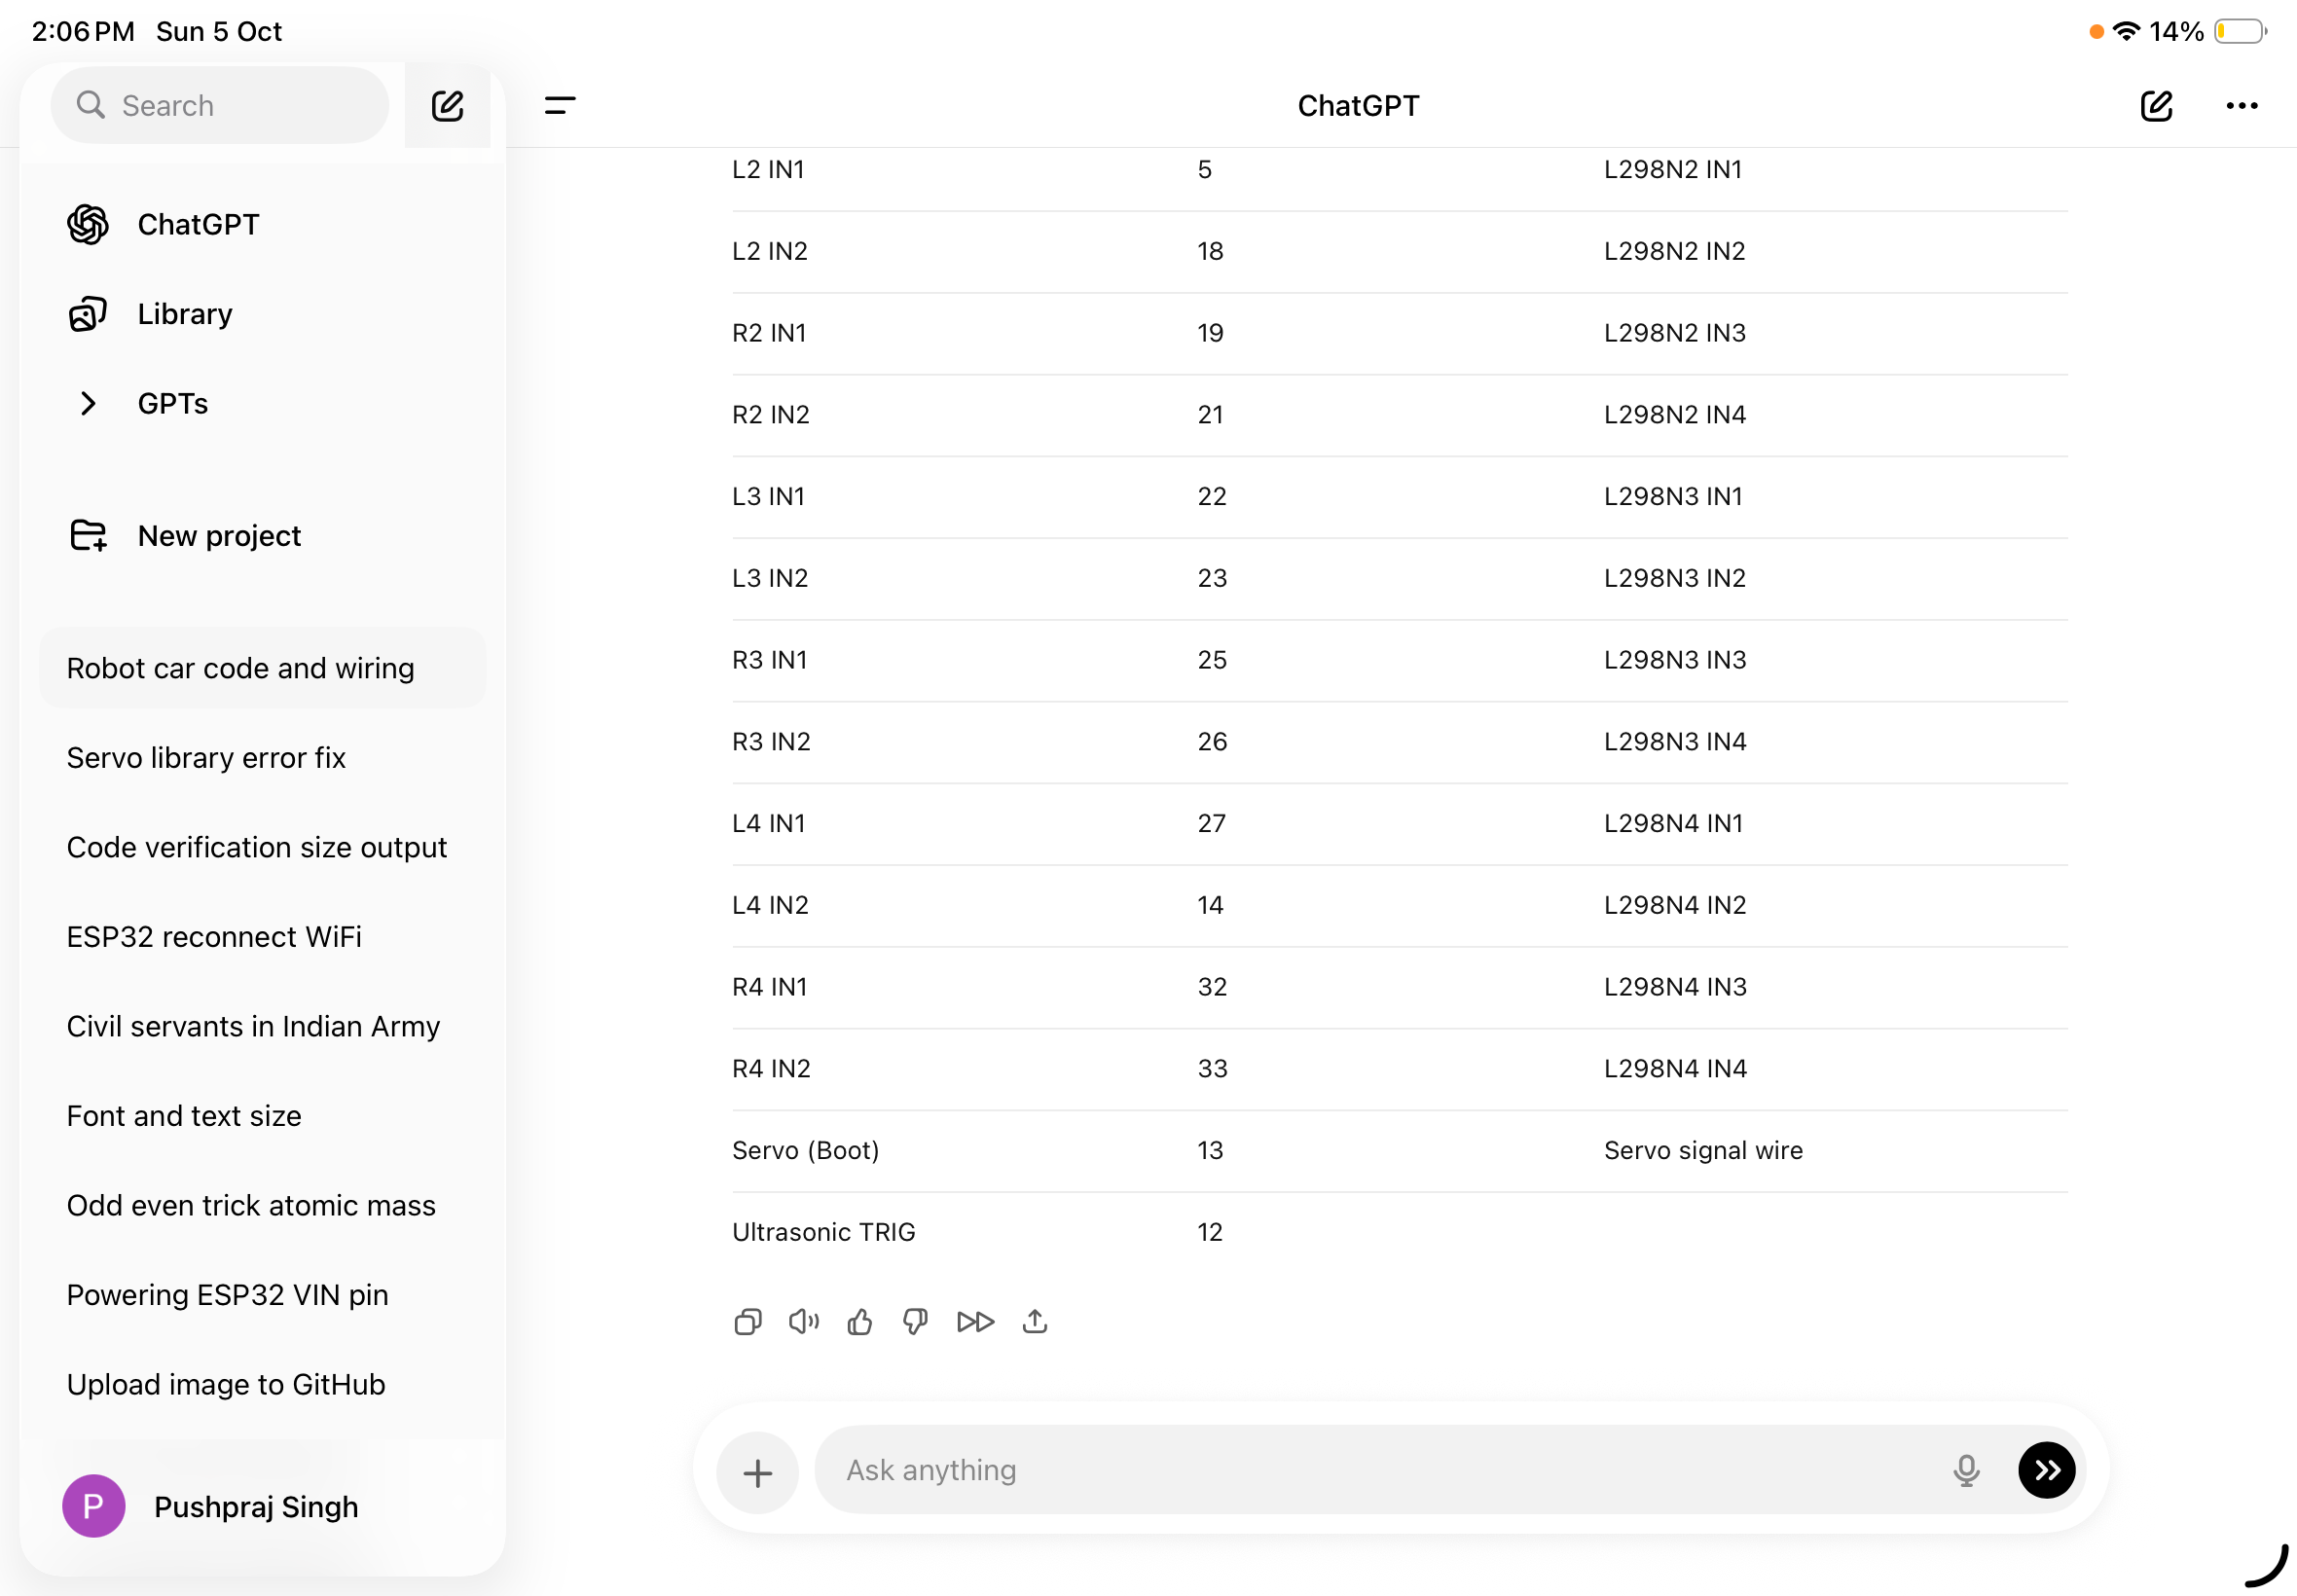 2:06 PM Sun 5 Oct
14%
Search
ChatGPT
Library
GPTs
New project
Robot car code and wiring
Servo library error fix
Code verification size output
ESP32 reconnect WiFi
Civil servants in Indian Army
Font and text size
Odd even trick atomic mass
Powering ESP32 VIN pin
Upload image to GitHub
P Pushpraj Singh
ChatGPT
L2 IN1 5 L298N2 IN1
L2 IN2 18 L298N2 IN2
R2 IN1 19 L298N2 IN3
R2 IN2 21 L298N2 IN4
L3 IN1 22 L298N3 IN1
L3 IN2 23 L298N3 IN2
R3 IN1 25 L298N3 IN3
R3 IN2 26 L298N3 IN4
L4 IN1 27 L298N4 IN1
L4 IN2 14 L298N4 IN2
R4 IN1 32 L298N4 IN3
R4 IN2 33 L298N4 IN4
Servo (Boot) 13 Servo signal wire
Ultrasonic TRIG 12
Ask anything